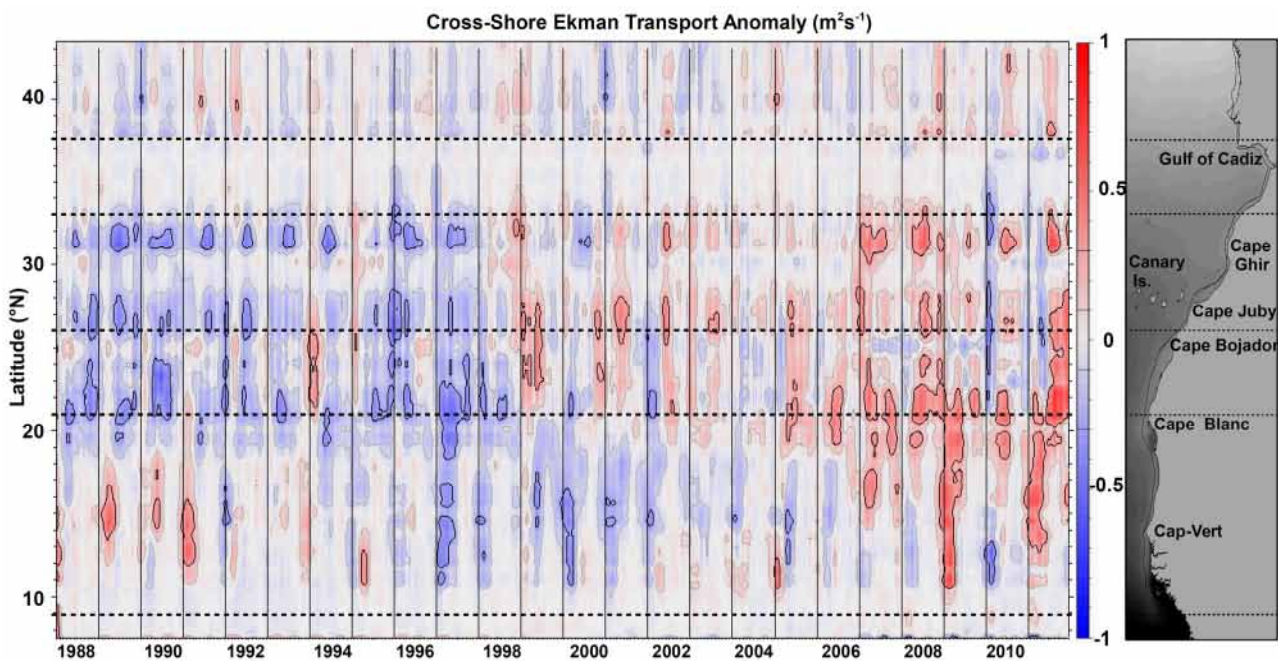 Cross-Shore Ekman Transport Anomaly (m²s⁻¹)
Latitude (°N)
40
30
20
10
1988 1990 1992 1994 1996 1998 2000 2002 2004 2006 2008 2010
1
0.5
0
-0.5
-1
Gulf of Cadiz
Cape
Ghir
Canary
Is.
Cape Juby
Cape Bojador
Cape Blanc
Cap-Vert